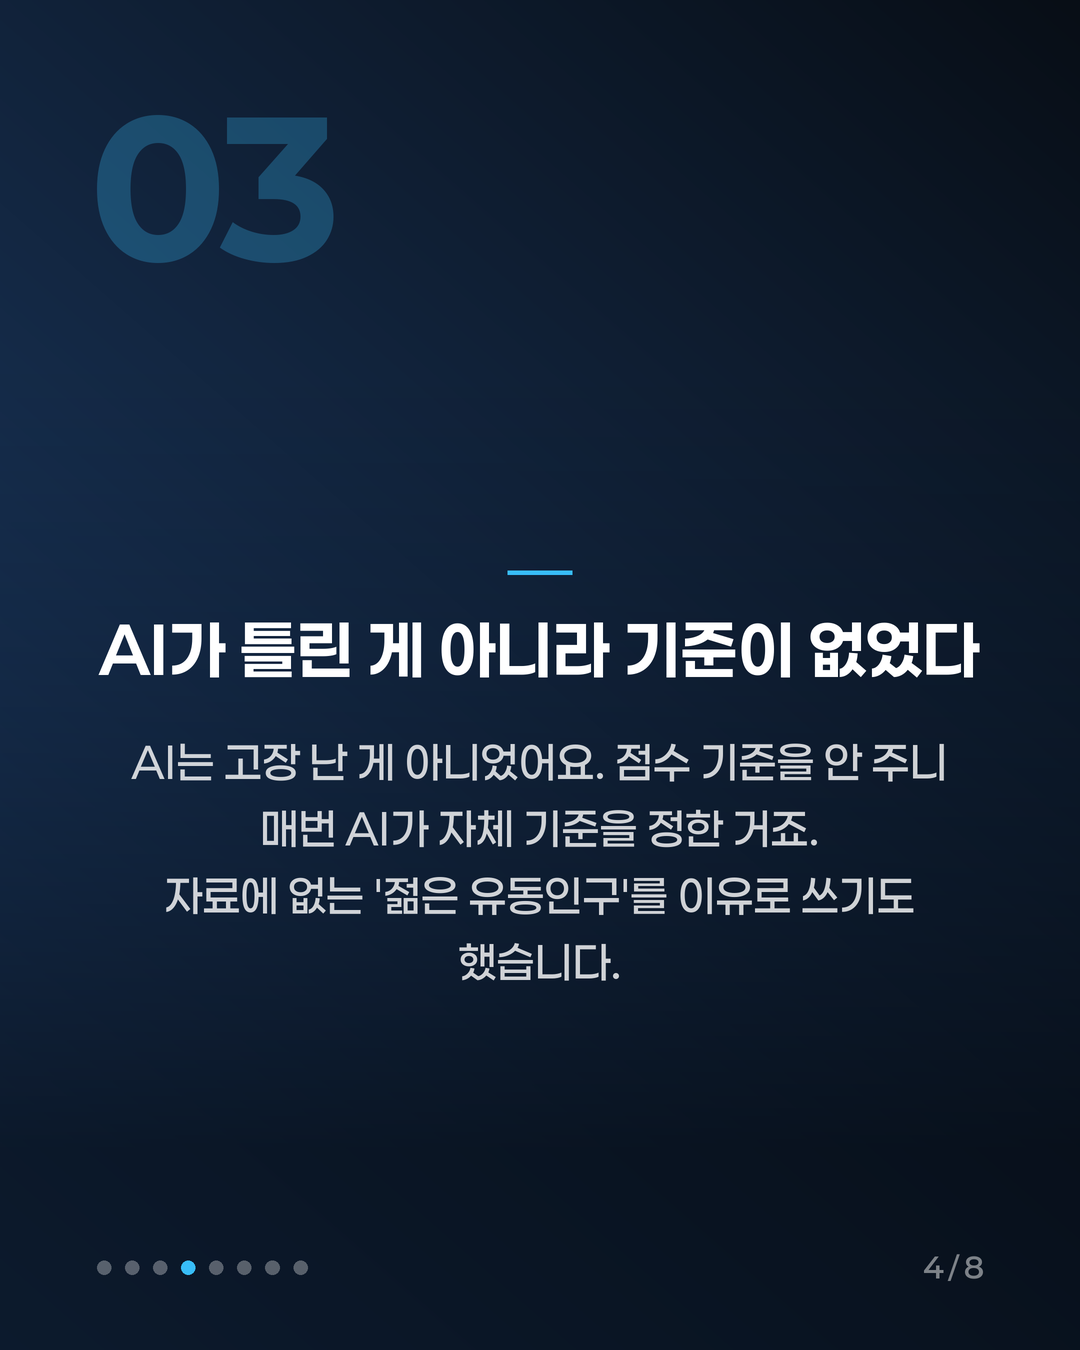 03
AI가 틀린 게 아니라 기준이 없었다
AI는 고장 난 게 아니었어요. 점수 기준을 안 주니
매번 AI가 자체 기준을 정한 거죠.
자료에 없는 '젊은 유동인구'를 이유로 쓰기도
했습니다.
4/8